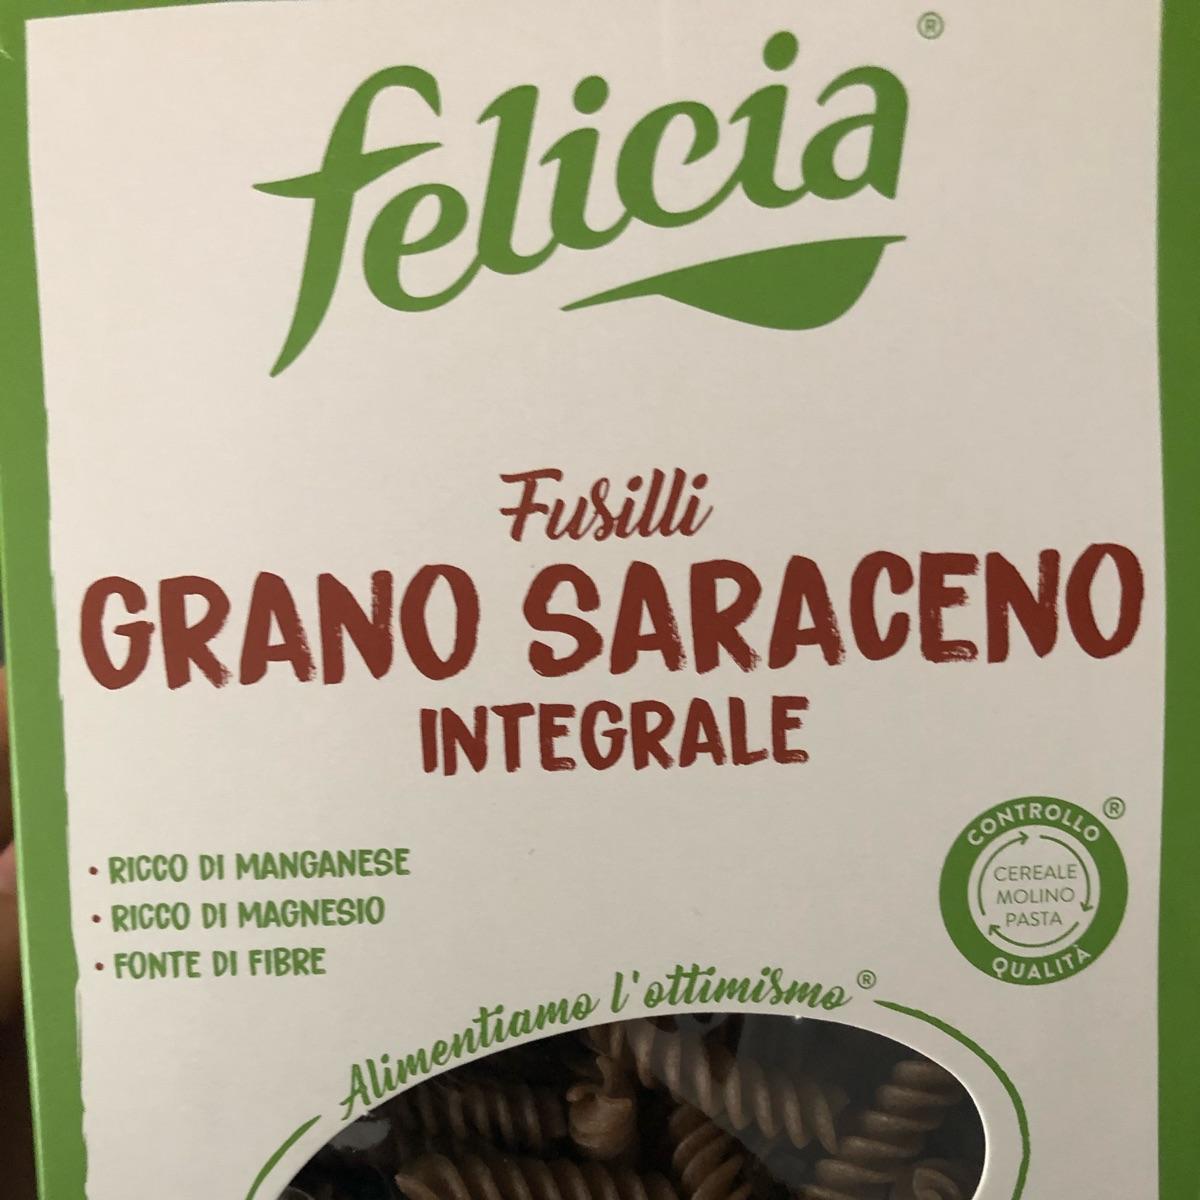 felicia®
Fusilli
GRANO SARACENO
INTEGRALE
• RICCO DI MANGANESE
• RICCO DI MAGNESIO
• FONTE DI FIBRE
CONTROLLO ®
CEREALE
MOLINO
PASTA
QUALITÀ
Alimentiamo l'ottimismo®